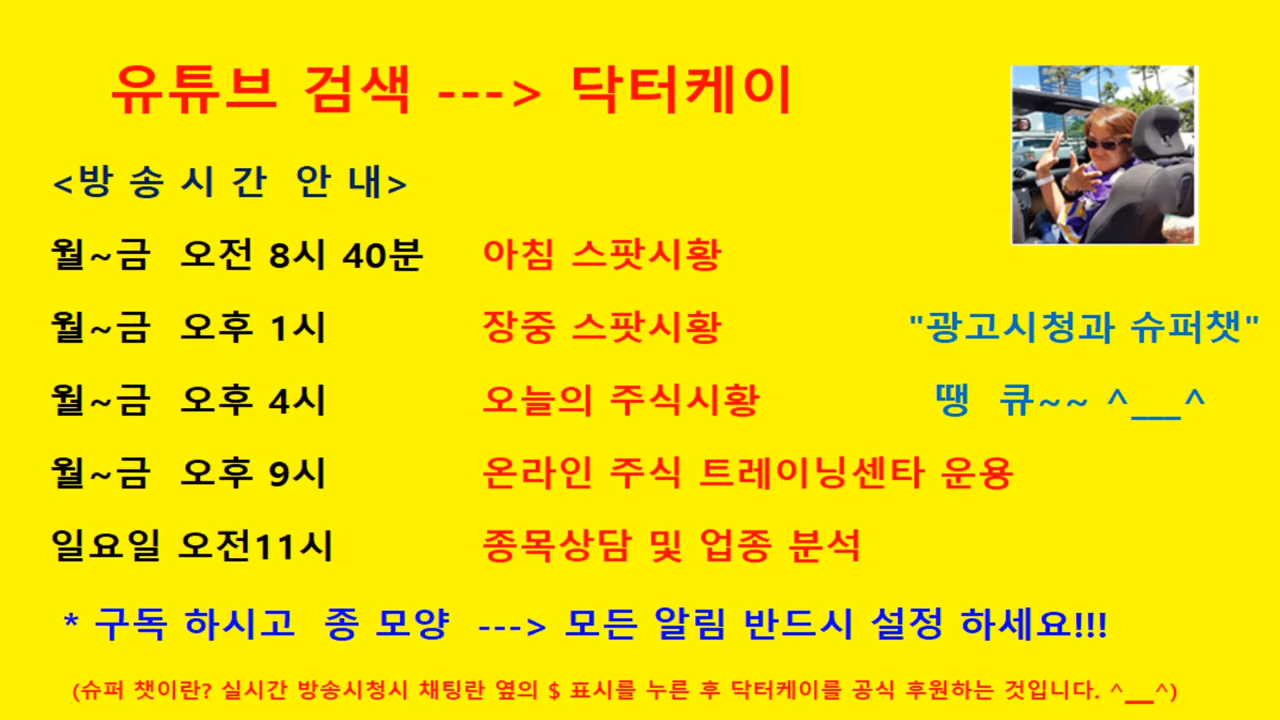 유튜브 검색 ---> 닥터케이
<방 송 시 간 안 내>
월~금 오전 8시 40분 아침 스팟시황
월~금 오후 1시 장중 스팟시황 "광고시청과 슈퍼챗"
월~금 오후 4시 오늘의 주식시황 땡 큐~~ ^___^
월~금 오후 9시 온라인 주식 트레이닝센타 운용
일요일 오전11시 종목상담 및 업종 분석
* 구독 하시고 종 모양 ---> 모든 알림 반드시 설정 하세요!!!
(슈퍼 챗이란? 실시간 방송시청시 채팅란 옆의 $ 표시를 누른 후 닥터케이를 공식 후원하는 것입니다. ^__^)